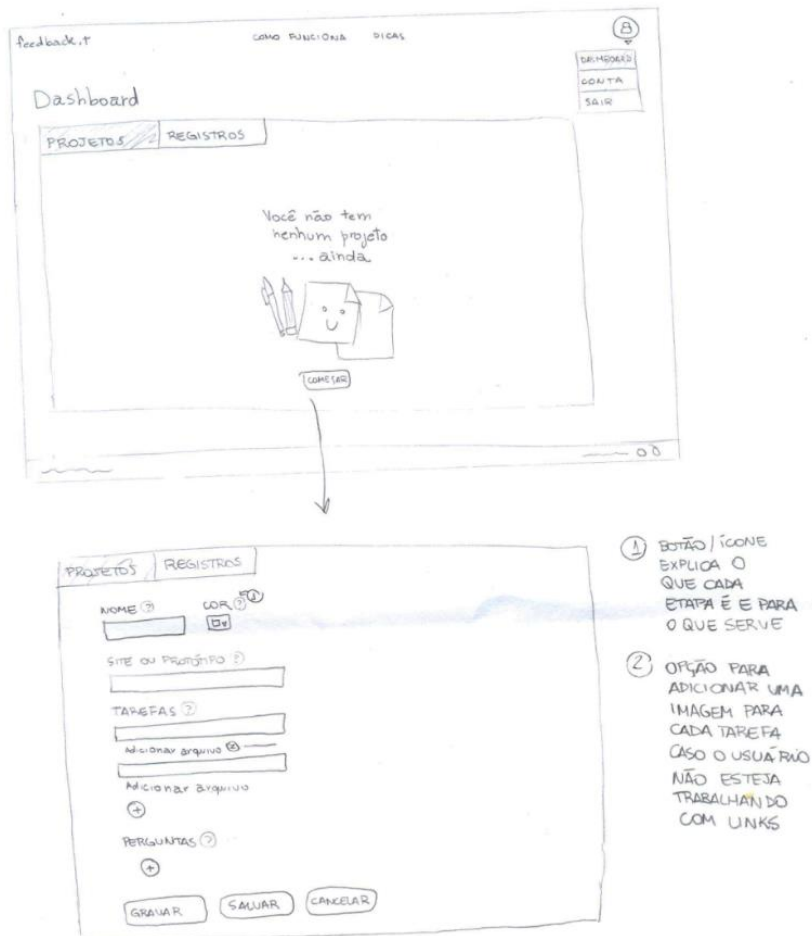 feedback.t
COMO FUNCIONA DICAS
DASHBOARD
CONTA
SAIR
Dashboard
PROJETOS REGISTROS
Você não tem
nenhum projeto
... ainda
COMEÇAR
PROJETOS REGISTROS
NOME ? COR ? 1
SITE OU PROTÓTIPO ?
TAREFAS ?
Adicionar arquivo 2
Adicionar arquivo
+
PERGUNTAS ?
+
GRAVAR SALVAR CANCELAR
1 BOTÃO/ÍCONE
EXPLICA O
QUE CADA
ETAPA É E PARA
O QUE SERVE
2 OPÇÃO PARA
ADICIONAR UMA
IMAGEM PARA
CADA TAREFA
CASO O USUÁRIO
NÃO ESTEJA
TRABALHANDO
COM LINKS